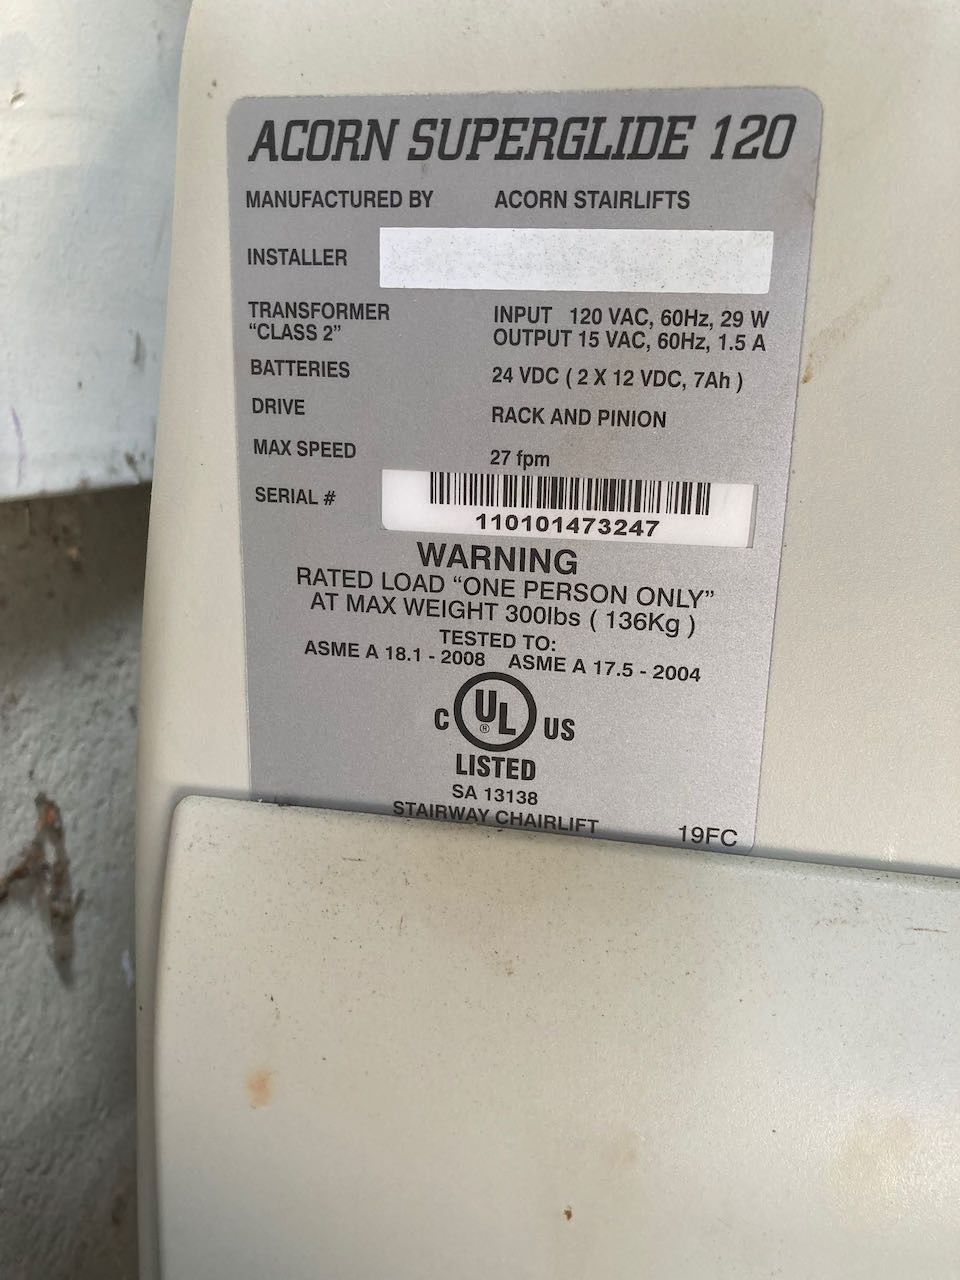 ACORN SUPERGLIDE 120
MANUFACTURED BY ACORN STAIRLIFTS
INSTALLER
TRANSFORMER INPUT 120 VAC, 60Hz, 29 W
“CLASS 2” OUTPUT 15 VAC, 60Hz, 1.5 A
BATTERIES 24 VDC ( 2 X 12 VDC, 7Ah )
DRIVE RACK AND PINION
MAX SPEED 27 fpm
SERIAL # 110101473247
WARNING
RATED LOAD “ONE PERSON ONLY”
AT MAX WEIGHT 300lbs ( 136Kg )
TESTED TO:
ASME A 18.1 - 2008 ASME A 17.5 - 2004
C UL ® US
LISTED
SA 13138
STAIRWAY CHAIRLIFT 19FC